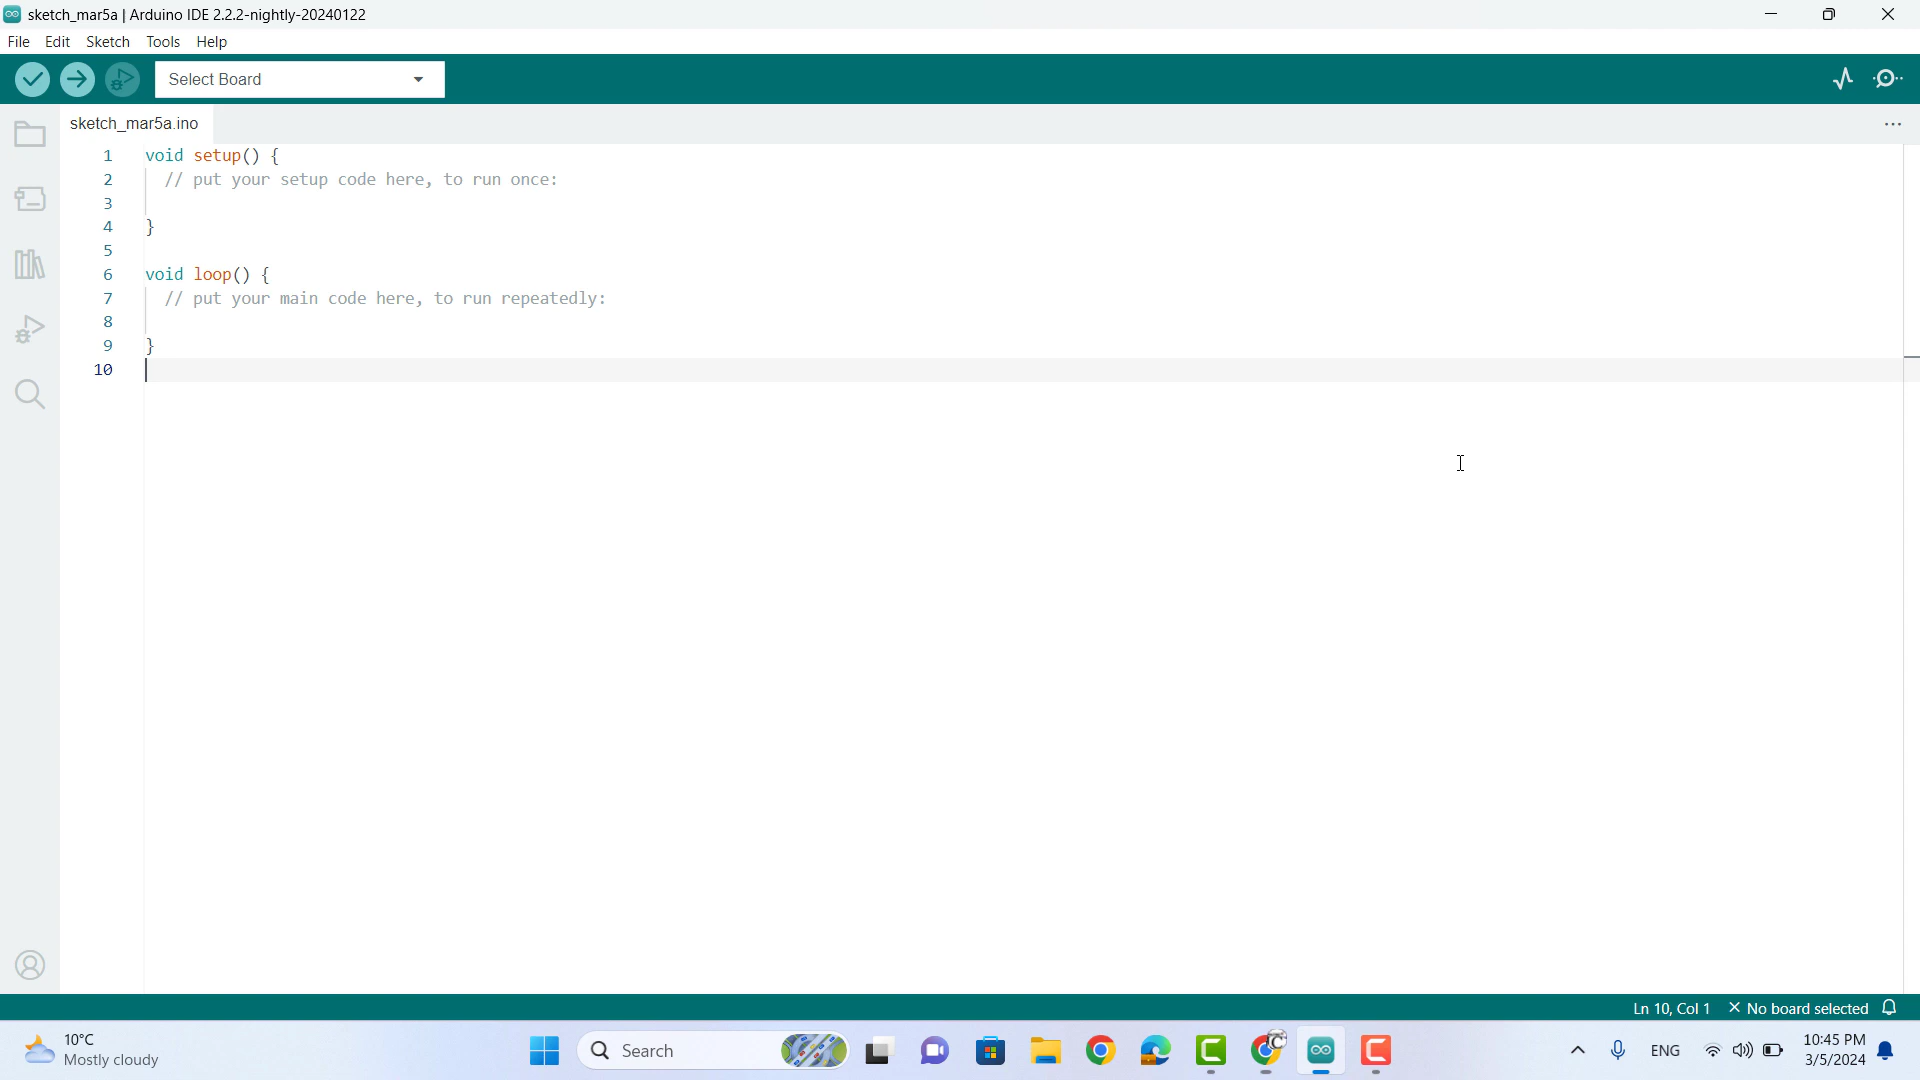 sketch_mar5a | Arduino IDE 2.2.2-nightly-20240122
File Edit Sketch Tools Help
Select Board
sketch_mar5a.ino
1 void setup() {
2 // put your setup code here, to run once:
3
4 }
5
6 void loop() {
7 // put your main code here, to run repeatedly:
8
9 }
10
Ln 10, Col 1 × No board selected
10°C
Mostly cloudy
Search
ENG
10:45 PM
3/5/2024